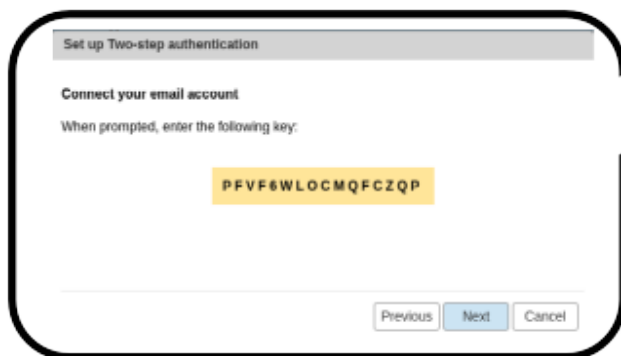 Set up Two-step authentication
Connect your email account
When prompted, enter the following key:
PFVF6WLOCMQFCZQP
Previous Next Cancel